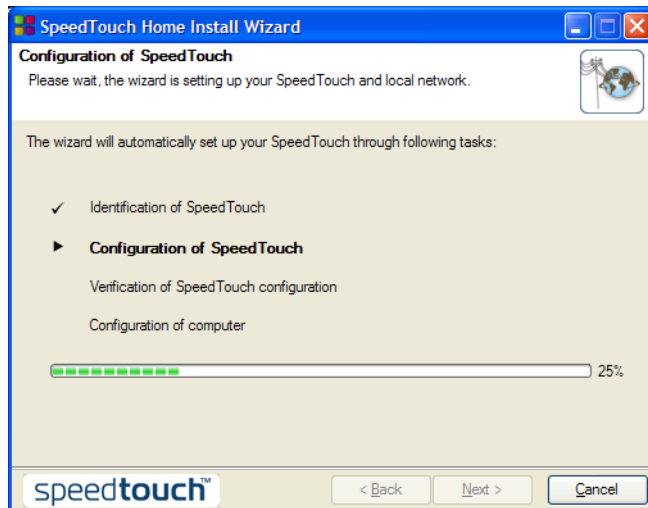 SpeedTouch Home Install Wizard
Configuration of SpeedTouch
Please wait, the wizard is setting up your SpeedTouch and local network.
The wizard will automatically set up your SpeedTouch through following tasks:
Identification of SpeedTouch
Configuration of SpeedTouch
Verification of SpeedTouch configuration
Configuration of computer
25%
speedtouch™
< Back Next > Cancel